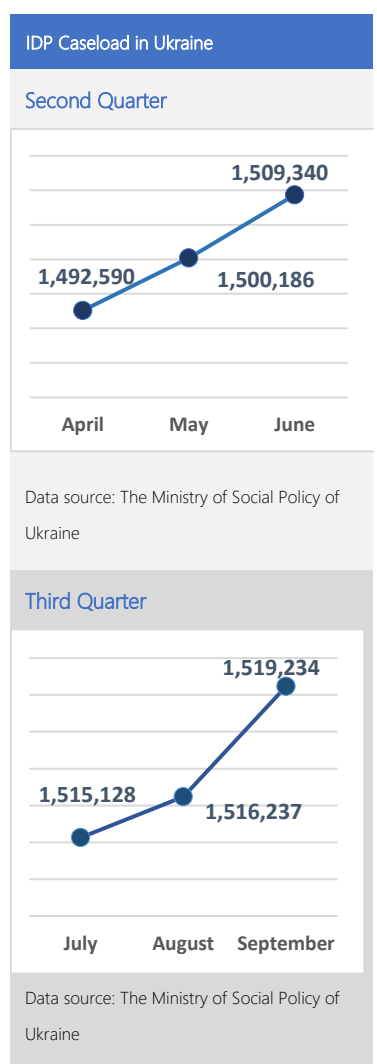 IDP Caseload in Ukraine
Second Quarter
1,509,340
1,492,590
1,500,186
April May June
Data source: The Ministry of Social Policy of
Ukraine
Third Quarter
1,519,234
1,515,128
1,516,237
July August September
Data source: The Ministry of Social Policy of
Ukraine